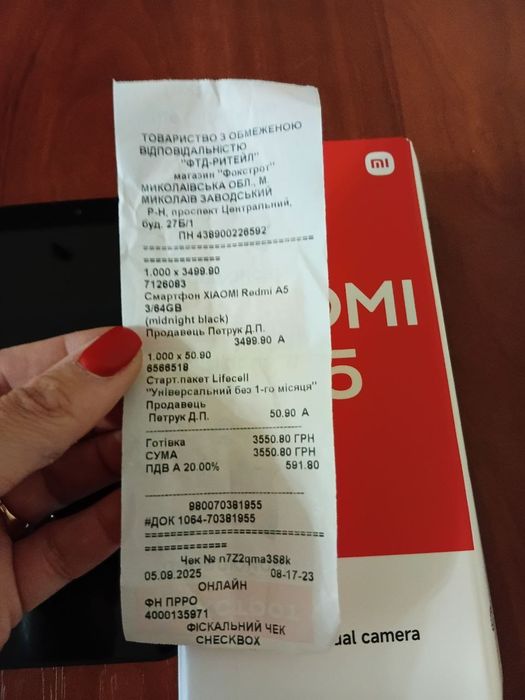 ТОВАРИСТВО З ОБМЕЖЕНОЮ
ВІДПОВІДАЛЬНІСТЮ
"ФТД-РИТЕЙЛ"
магазин "Фокстрот"
МИКОЛАЇВСЬКА ОБЛ., М.
МИКОЛАЇВ ЗАВОДСЬКИЙ
Р-Н, проспект Центральний,
буд. 27Б/1
ПН 438900226592
==============================
=============
1.000 x 3499.90
7126083
Смартфон XIAOMI Redmi A5
3/64GB
(midnight black)
Продавець Петрук Д.П.
3499.90 А
1.000 x 50.90
6566518
Старт.пакет Lifecell
"Універсальний без 1-го місяця"
Продавець
Петрук Д.П. 50.90 А
Готівка 3550.80 ГРН
СУМА 3550.80 ГРН
ПДВ А 20.00% 591.80
980070381955
#ДОК 1064-70381955
==============================
=============
Чек № n7Z2qma3S8k
05.09.2025 08-17-23
ОНЛАЙН
ФН ПРРО
4000135971
ФІСКАЛЬНИЙ ЧЕК
CHECKBOX
mi
OMI
5
ual camera